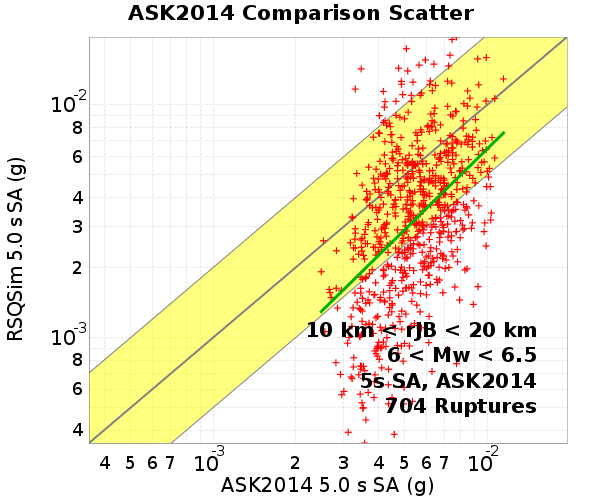 ASK2014 Comparison Scatter
RSQSim 5.0 s SA (g)
10-2
8
6
4
3
2
10-3
8
6
4
10 km < rJB < 20 km
6 < Mw < 6.5
5s SA, ASK2014
704 Ruptures
4 5 6 7 10-3 2 3 4 5 6 7 10-2
ASK2014 5.0 s SA (g)